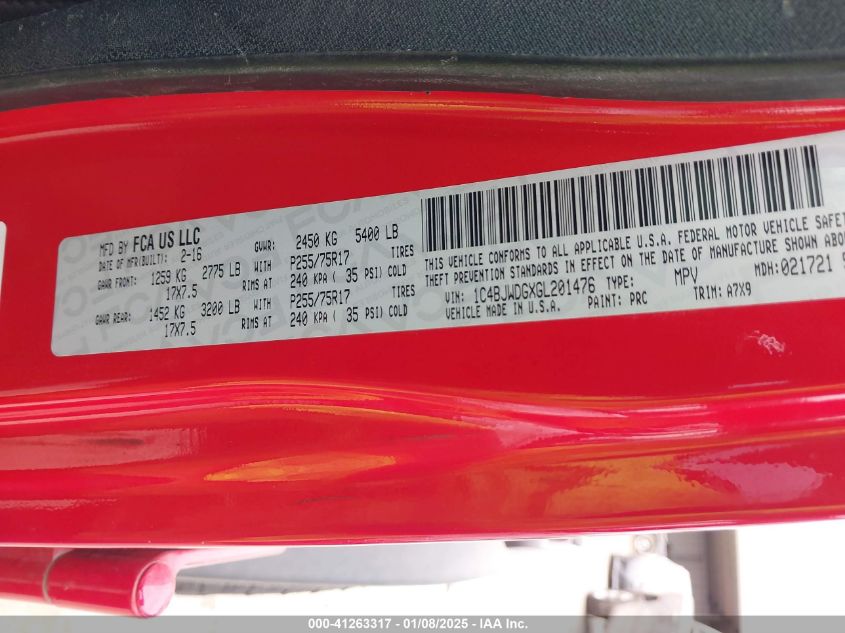 MFD BY FCA US LLC
DATE OF MFR(BUILT): 2-16 GVWR: 2450 KG 5400 LB
GAWR FRONT: 1259 KG 2775 LB WITH P255/75R17 TIRES
17X7.5 RIMS AT 240 KPA ( 35 PSI) COLD
GAWR REAR: 1452 KG 3200 LB WITH P255/75R17 TIRES
17X7.5 RIMS AT 240 KPA ( 35 PSI) COLD
THIS VEHICLE CONFORMS TO ALL APPLICABLE U.S.A. FEDERAL MOTOR VEHICLE SAFETY
THEFT PREVENTION STANDARDS IN EFFECT ON THE DATE OF MANUFACTURE SHOWN ABOVE
VIN: 1C4BJWDGXGL201476 TYPE: MPV MDH:021721
VEHICLE MADE IN U.S.A. PAINT: PRC TRIM: A7X9
000-41263317 | 01/08/2025 - IAA Inc.